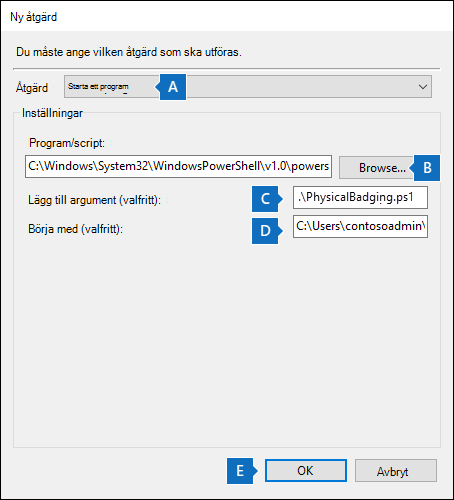 Ny åtgärd
Du måste ange vilken åtgärd som ska utföras.
Åtgärd Starta ett program A
Inställningar
Program/script:
C:\Windows\System32\WindowsPowerShell\v1.0\powers Browse... B
Lägg till argument (valfritt): C .\PhysicalBadging.ps1
Börja med (valfritt): D C:\Users\contosoadmin\
E OK Avbryt